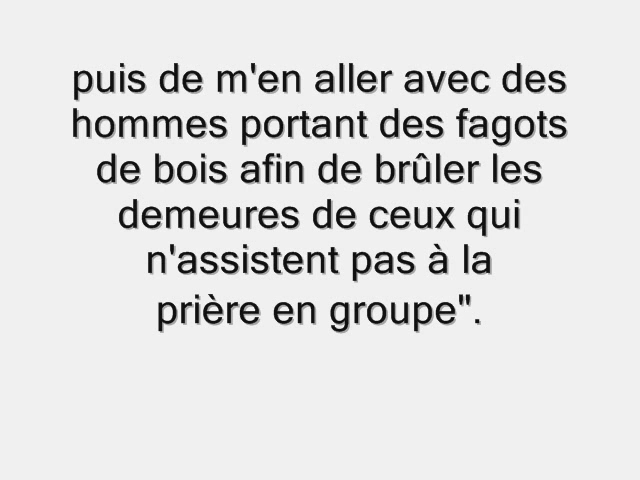 puis de m'en aller avec des
hommes portant des fagots
de bois afin de brûler les
demeures de ceux qui
n'assistent pas à la
prière en groupe".